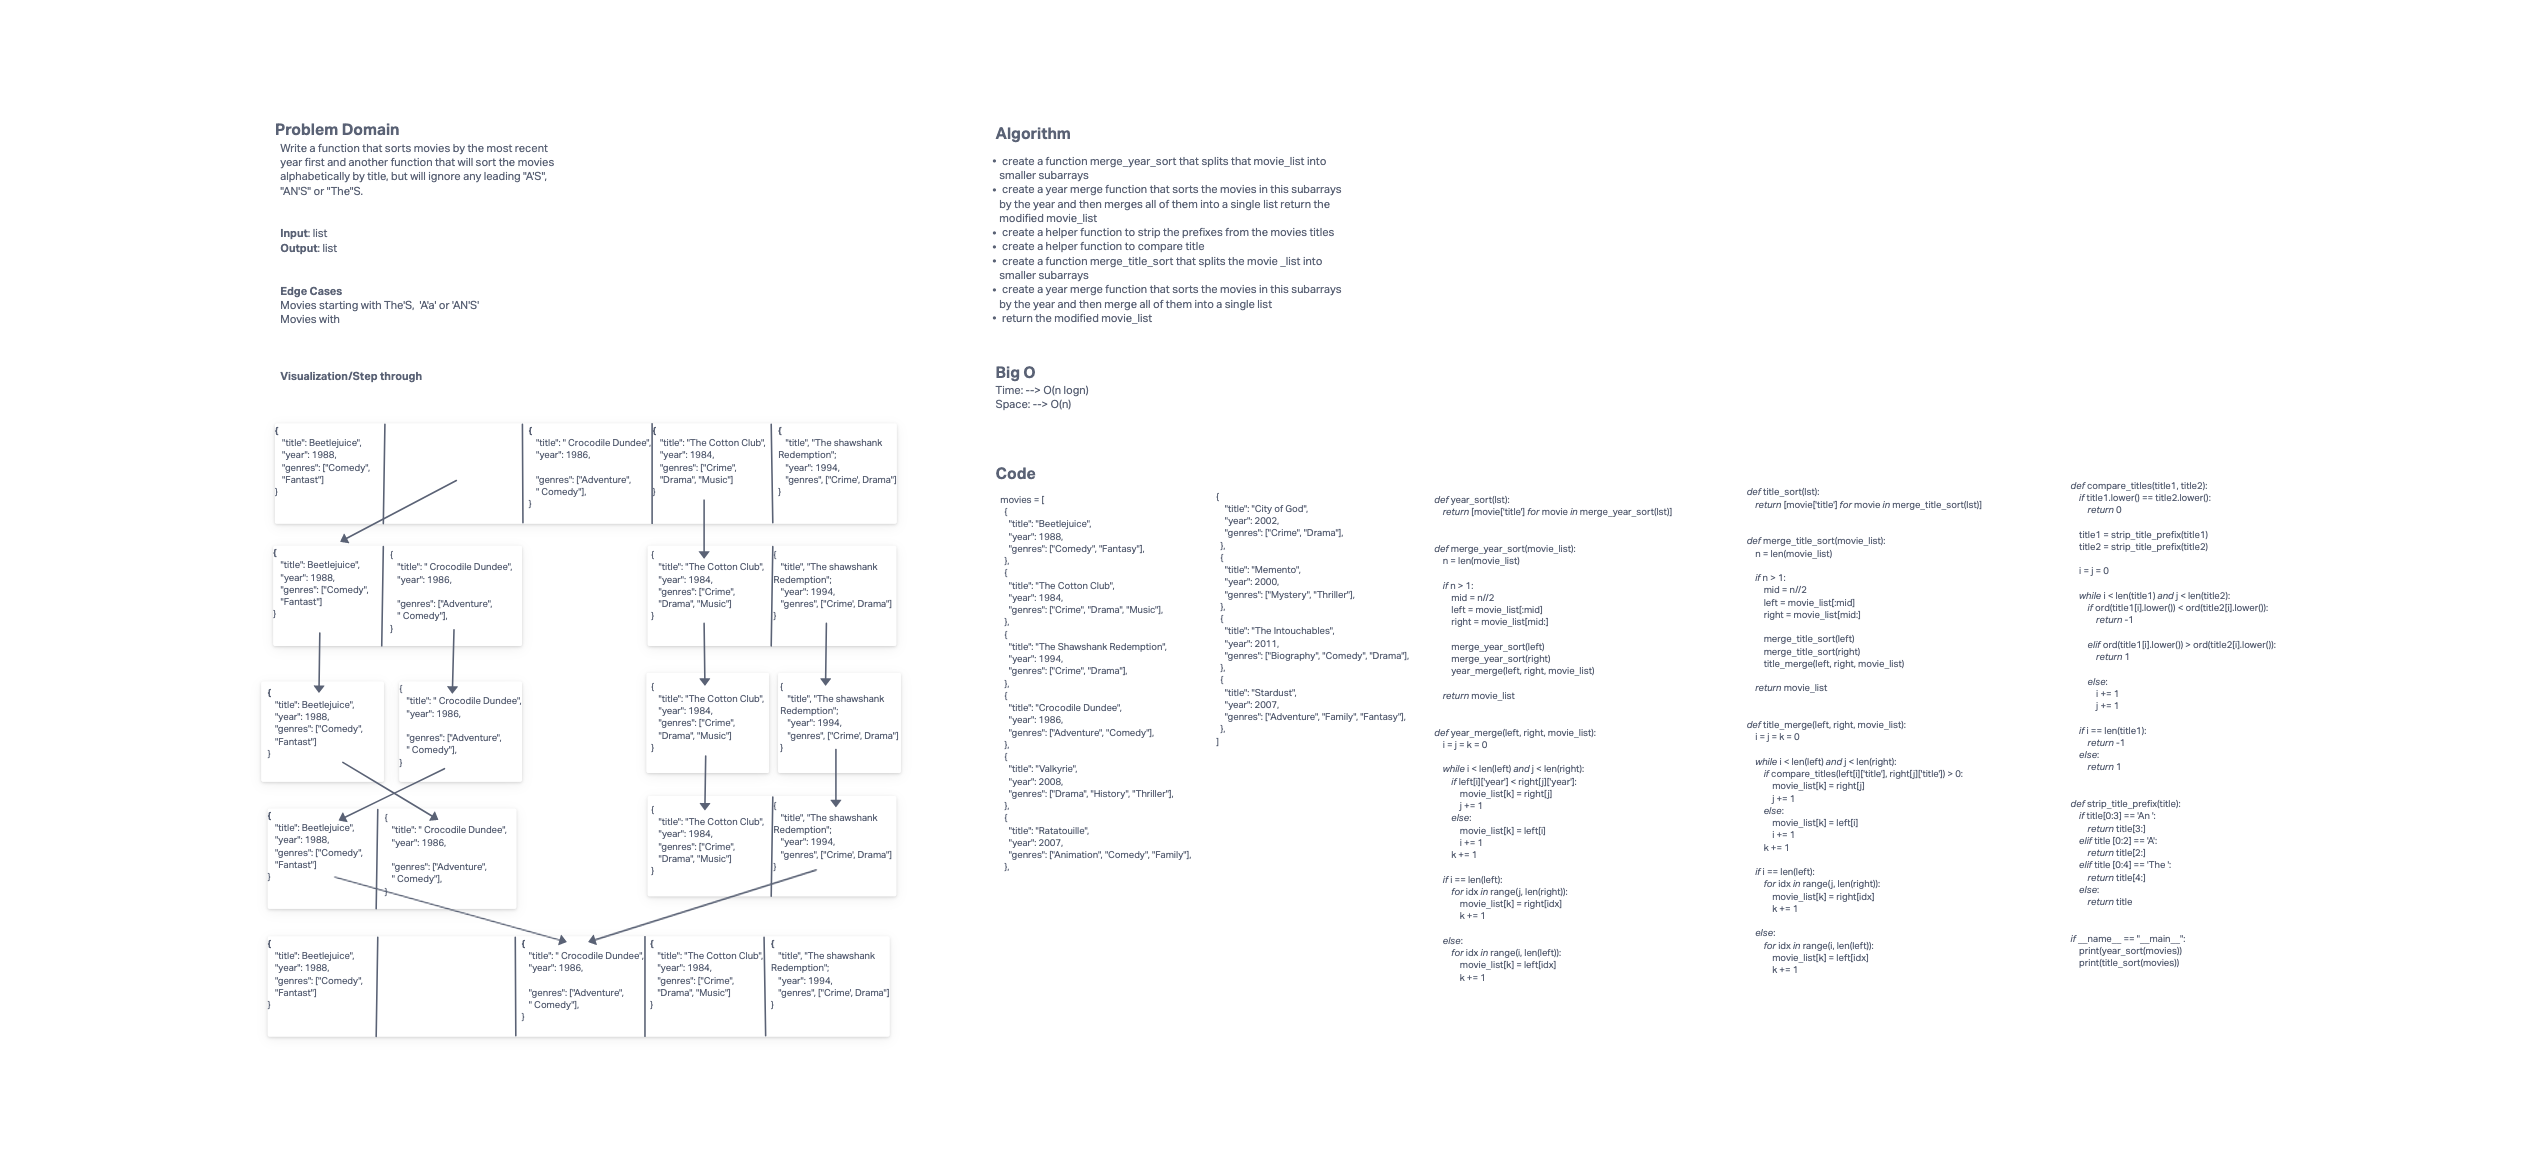 Problem Domain
Write a function that sorts movies by the most recent
year first and another function that will sort the movies
alphabetically by title, but will ignore any leading "A'S",
"AN'S" or "The"S.
Input: list
Output: list
Edge Cases
Movies starting with The'S, 'A'a' or 'AN'S'
Movies with
Visualization/Step through
{
"title": Beetlejuice",
"year": 1988,
"genres": ["Comedy",
"Fantast"]
}
{
"title": " Crocodile Dundee",
"year": 1986,
"genres": ["Adventure",
" Comedy"],
}
{
"title": "The Cotton Club",
"year": 1984,
"genres": ["Crime",
"Drama", "Music"]
}
{
"title", "The shawshank
Redemption";
"year": 1994,
"genres", ["Crime', Drama"]
}
{
"title": Beetlejuice",
"year": 1988,
"genres": ["Comedy",
"Fantast"]
}
{
"title": " Crocodile Dundee",
"year": 1986,
"genres": ["Adventure",
" Comedy"],
}
{
"title": "The Cotton Club",
"year": 1984,
"genres": ["Crime",
"Drama", "Music"]
}
{
"title", "The shawshank
Redemption";
"year": 1994,
"genres", ["Crime', Drama"]
}
{
"title": Beetlejuice",
"year": 1988,
"genres": ["Comedy",
"Fantast"]
}
{
"title": " Crocodile Dundee",
"year": 1986,
"genres": ["Adventure",
" Comedy"],
}
{
"title": "The Cotton Club",
"year": 1984,
"genres": ["Crime",
"Drama", "Music"]
}
{
"title", "The shawshank
Redemption";
"year": 1994,
"genres", ["Crime', Drama"]
}
{
"title": Beetlejuice",
"year": 1988,
"genres": ["Comedy",
"Fantast"]
}
{
"title": " Crocodile Dundee",
"year": 1986,
"genres": ["Adventure",
" Comedy"],
}
{
"title": "The Cotton Club",
"year": 1984,
"genres": ["Crime",
"Drama", "Music"]
}
{
"title", "The shawshank
Redemption";
"year": 1994,
"genres", ["Crime', Drama"]
}
{
"title": Beetlejuice",
"year": 1988,
"genres": ["Comedy",
"Fantast"]
}
{
"title": " Crocodile Dundee",
"year": 1986,
"genres": ["Adventure",
" Comedy"],
}
{
"title": "The Cotton Club",
"year": 1984,
"genres": ["Crime",
"Drama", "Music"]
}
{
"title", "The shawshank
Redemption";
"year": 1994,
"genres", ["Crime', Drama"]
}
Algorithm
• create a function merge_year_sort that splits that movie_list into
smaller subarrays
• create a year merge function that sorts the movies in this subarrays
by the year and then merges all of them into a single list return the
modified movie_list
• create a helper function to strip the prefixes from the movies titles
• create a helper function to compare title
• create a function merge_title_sort that splits the movie _list into
smaller subarrays
• create a year merge function that sorts the movies in this subarrays
by the year and then merge all of them into a single list
• return the modified movie_list
Big O
Time: --> O(n logn)
Space: --> O(n)
Code
movies = [
{
"title": "Beetlejuice",
"year": 1988,
"genres": ["Comedy", "Fantasy"],
},
{
"title": "The Cotton Club",
"year": 1984,
"genres": ["Crime", "Drama", "Music"],
},
{
"title": "The Shawshank Redemption",
"year": 1994,
"genres": ["Crime", "Drama"],
},
{
"title": "Crocodile Dundee",
"year": 1986,
"genres": ["Adventure", "Comedy"],
},
{
"title": "Valkyrie",
"year": 2008,
"genres": ["Drama", "History", "Thriller"],
},
{
"title": "Ratatouille",
"year": 2007,
"genres": ["Animation", "Comedy", "Family"],
},
{
"title": "City of God",
"year": 2002,
"genres": ["Crime", "Drama"],
},
{
"title": "Memento",
"year": 2000,
"genres": ["Mystery", "Thriller"],
},
{
"title": "The Intouchables",
"year": 2011,
"genres": ["Biography", "Comedy", "Drama"],
},
{
"title": "Stardust",
"year": 2007,
"genres": ["Adventure", "Family", "Fantasy"],
},
]
def year_sort(lst):
return [movie['title'] for movie in merge_year_sort(lst)]
def merge_year_sort(movie_list):
n = len(movie_list)
if n > 1:
mid = n//2
left = movie_list[:mid]
right = movie_list[mid:]
merge_year_sort(left)
merge_year_sort(right)
year_merge(left, right, movie_list)
return movie_list
def year_merge(left, right, movie_list):
i = j = k = 0
while i < len(left) and j < len(right):
if left[i]['year'] < right[j]['year']:
movie_list[k] = right[j]
j += 1
else:
movie_list[k] = left[i]
i += 1
k += 1
if i == len(left):
for idx in range(j, len(right)):
movie_list[k] = right[idx]
k += 1
else:
for idx in range(i, len(left)):
movie_list[k] = left[idx]
k += 1
def title_sort(lst):
return [movie['title'] for movie in merge_title_sort(lst)]
def merge_title_sort(movie_list):
n = len(movie_list)
if n > 1:
mid = n//2
left = movie_list[:mid]
right = movie_list[mid:]
merge_title_sort(left)
merge_title_sort(right)
title_merge(left, right, movie_list)
return movie_list
def title_merge(left, right, movie_list):
i = j = k = 0
while i < len(left) and j < len(right):
if compare_titles(left[i]['title'], right[j]['title']) > 0:
movie_list[k] = right[j]
j += 1
else:
movie_list[k] = left[i]
i += 1
k += 1
if i == len(left):
for idx in range(j, len(right)):
movie_list[k] = right[idx]
k += 1
else:
for idx in range(i, len(left)):
movie_list[k] = left[idx]
k += 1
def compare_titles(title1, title2):
if title1.lower() == title2.lower():
return 0
title1 = strip_title_prefix(title1)
title2 = strip_title_prefix(title2)
i = j = 0
while i < len(title1) and j < len(title2):
if ord(title1[i].lower()) < ord(title2[i].lower()):
return -1
elif ord(title1[i].lower()) > ord(title2[i].lower()):
return 1
else:
i += 1
j += 1
if i == len(title1):
return -1
else:
return 1
def strip_title_prefix(title):
if title[0:3] == 'An ':
return title[3:]
elif title [0:2] == 'A':
return title[2:]
elif title [0:4] == 'The ':
return title[4:]
else:
return title
if __name__ == "__main__":
print(year_sort(movies))
print(title_sort(movies))